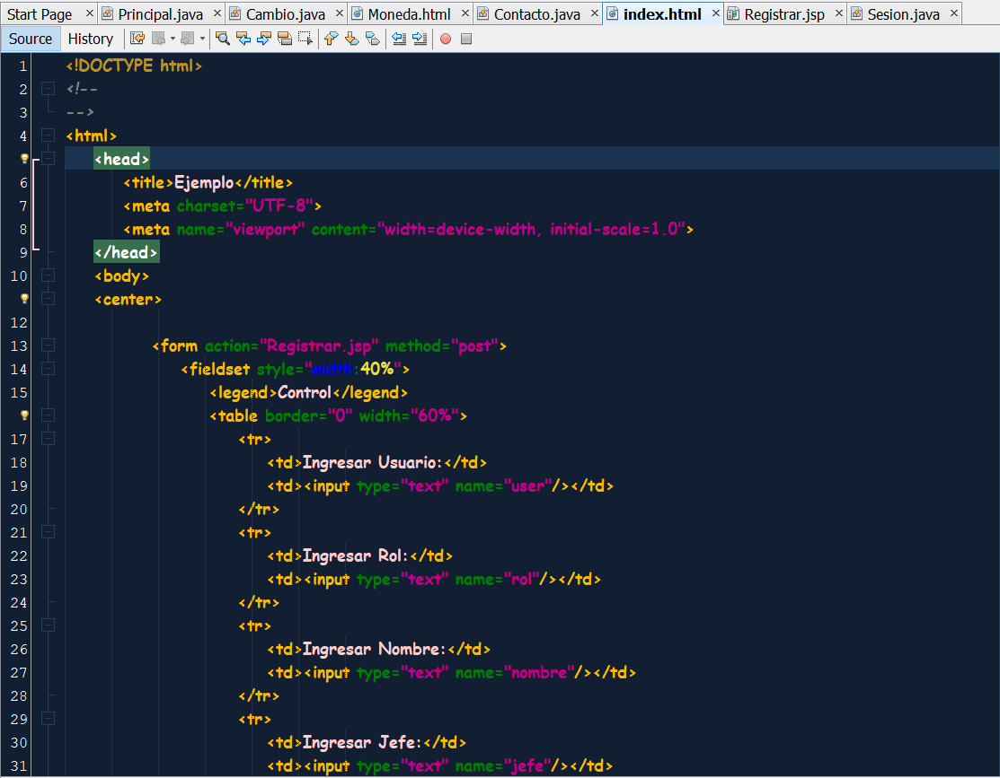 Start Page Principal.java Cambio.java Moneda.html Contacto.java index.html Registrar.jsp Sesion.java
Source History
1 <!DOCTYPE html>
2 <!--
3 -->
4 <html>
<head>
6 <title>Ejemplo</title>
7 <meta charset="UTF-8">
8 <meta name="viewport" content="width=device-width, initial-scale=1.0">
9 </head>
10 <body>
<center>
12
13 <form action="Registrar.jsp" method="post">
14 <fieldset style="width:40%">
15 <legend>Control</legend>
<table border="0" width="60%">
17 <tr>
18 <td>Ingresar Usuario:</td>
19 <td><input type="text" name="user"/></td>
20 </tr>
21 <tr>
22 <td>Ingresar Rol:</td>
23 <td><input type="text" name="rol"/></td>
24 </tr>
25 <tr>
26 <td>Ingresar Nombre:</td>
27 <td><input type="text" name="nombre"/></td>
28 </tr>
29 <tr>
30 <td>Ingresar Jefe:</td>
31 <td><input type="text" name="jefe"/></td>